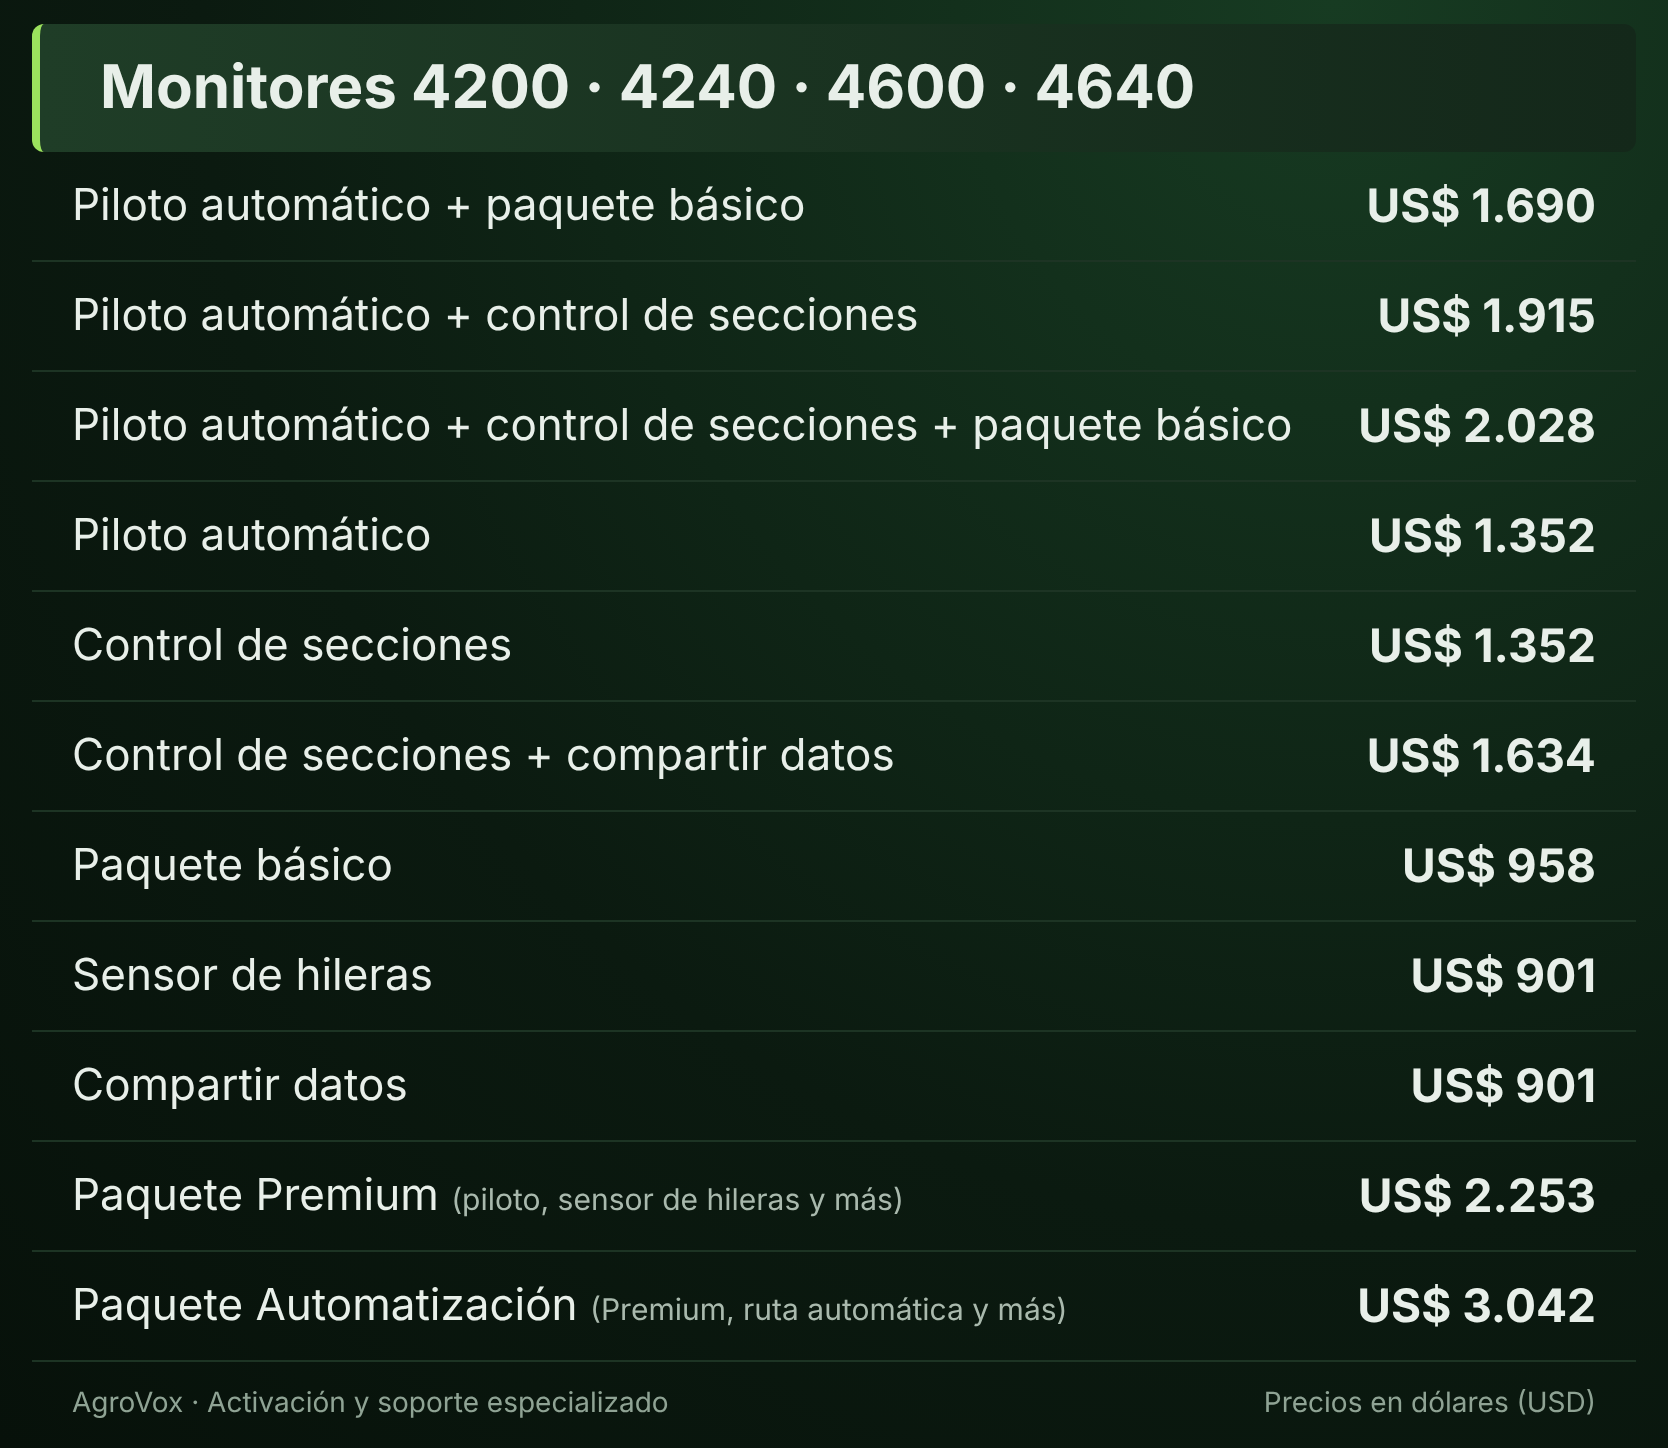 Monitores 4200 · 4240 · 4600 · 4640
Piloto automático + paquete básico US$ 1.690
Piloto automático + control de secciones US$ 1.915
Piloto automático + control de secciones + paquete básico US$ 2.028
Piloto automático US$ 1.352
Control de secciones US$ 1.352
Control de secciones + compartir datos US$ 1.634
Paquete básico US$ 958
Sensor de hileras US$ 901
Compartir datos US$ 901
Paquete Premium (piloto, sensor de hileras y más) US$ 2.253
Paquete Automatización (Premium, ruta automática y más) US$ 3.042
AgroVox · Activación y soporte especializado Precios en dólares (USD)